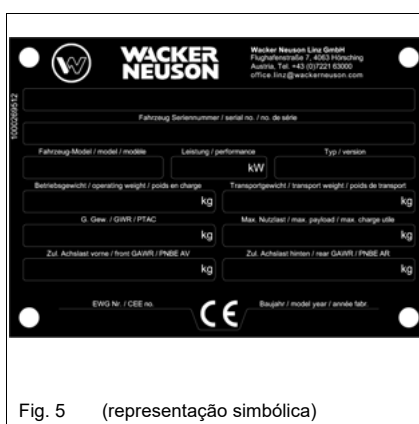 WACKER
NEUSON
Wacker Neuson Linz GmbH
Flughafenstraße 7, 4063 Hörsching
Austria, Tel. +43 (0)7221 63000
office.linz@wackerneuson.com
1000269512
Fahrzeug Seriennummer / serial no. / no. de série
Fahrzeug-Model / model / modèle Leistung / performance Typ / version
kW
Betriebsgewicht / operating weight / poids en charge Transportgewicht / transport weight / poids de transport
kg kg
G. Gew. / GWR / PTAC Max. Nutzlast / max. payload / max. charge utile
kg kg
Zul. Achslast vorne / front GAWR / PNBE AV Zul. Achslast hinten / rear GAWR / PNBE AR
kg kg
EWG Nr. / CEE no. CE Baujahr / model year / année fabr.
Fig. 5 (representação simbólica)